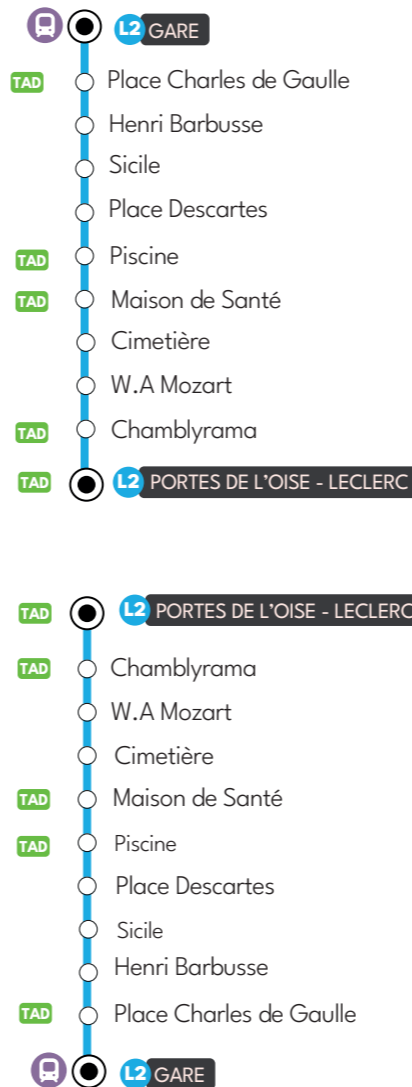 L2 GARE
TAD Place Charles de Gaulle
Henri Barbusse
Sicile
Place Descartes
TAD Piscine
TAD Maison de Santé
Cimetière
W.A Mozart
TAD Chamblyrama
TAD L2 PORTES DE L'OISE - LECLERC
TAD L2 PORTES DE L'OISE - LECLERC
TAD Chamblyrama
W.A Mozart
Cimetière
TAD Maison de Santé
TAD Piscine
Place Descartes
Sicile
Henri Barbusse
TAD Place Charles de Gaulle
L2 GARE